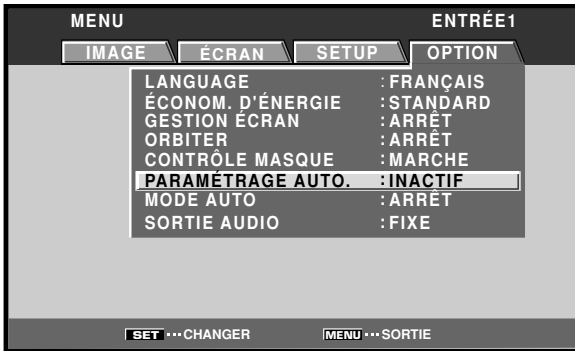 MENU ENTRÉE1
IMAGE ÉCRAN SETUP OPTION
LANGUAGE :FRANÇAIS
ÉCONOM. D'ÉNERGIE :STANDARD
GESTION ÉCRAN :ARRÊT
ORBITER :ARRÊT
CONTRÔLE MASQUE :MARCHE
PARAMÉTRAGE AUTO. :INACTIF
MODE AUTO :ARRÊT
SORTIE AUDIO :FIXE
SET ···CHANGER MENU ···SORTIE